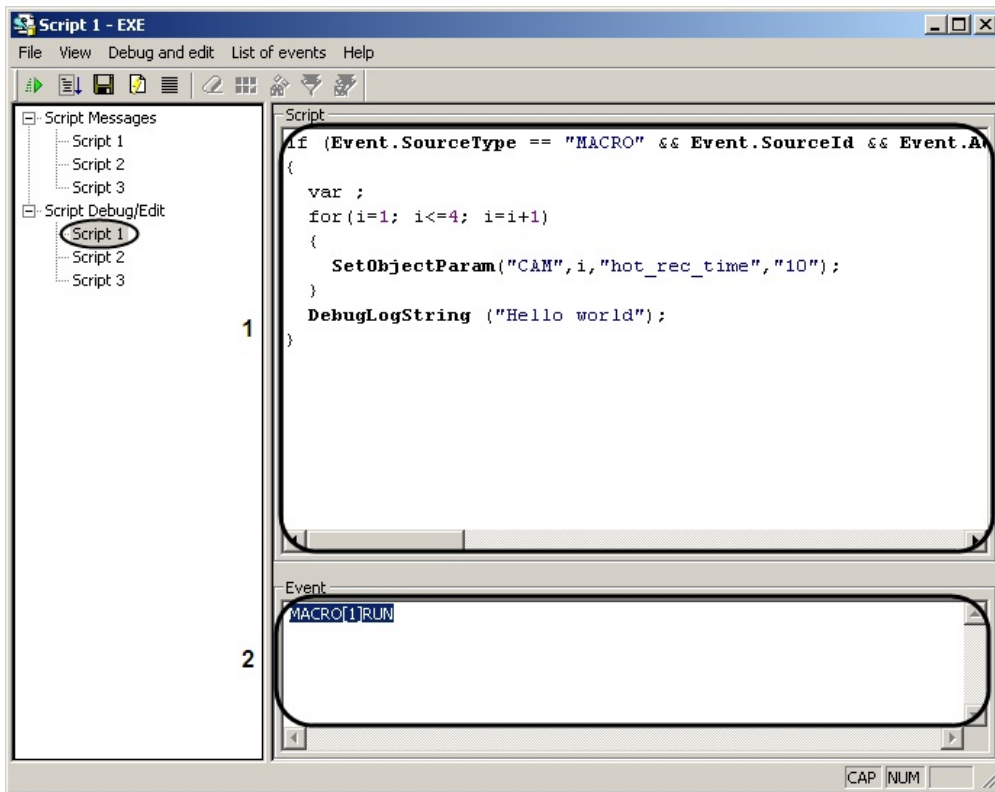 Script 1 - EXE
File View Debug and edit List of events Help
Script Messages
Script 1
Script 2
Script 3
Script Debug/Edit
Script 1
Script 2
Script 3
1
2
Script
if (Event.SourceType == "MACRO" && Event.SourceId && Event.A
{
var ;
for(i=1; i<=4; i=i+1)
{
SetObjectParam("CAM",i,"hot_rec_time","10");
}
DebugLogString ("Hello world");
}
Event
MACRO[1]RUN
CAP NUM